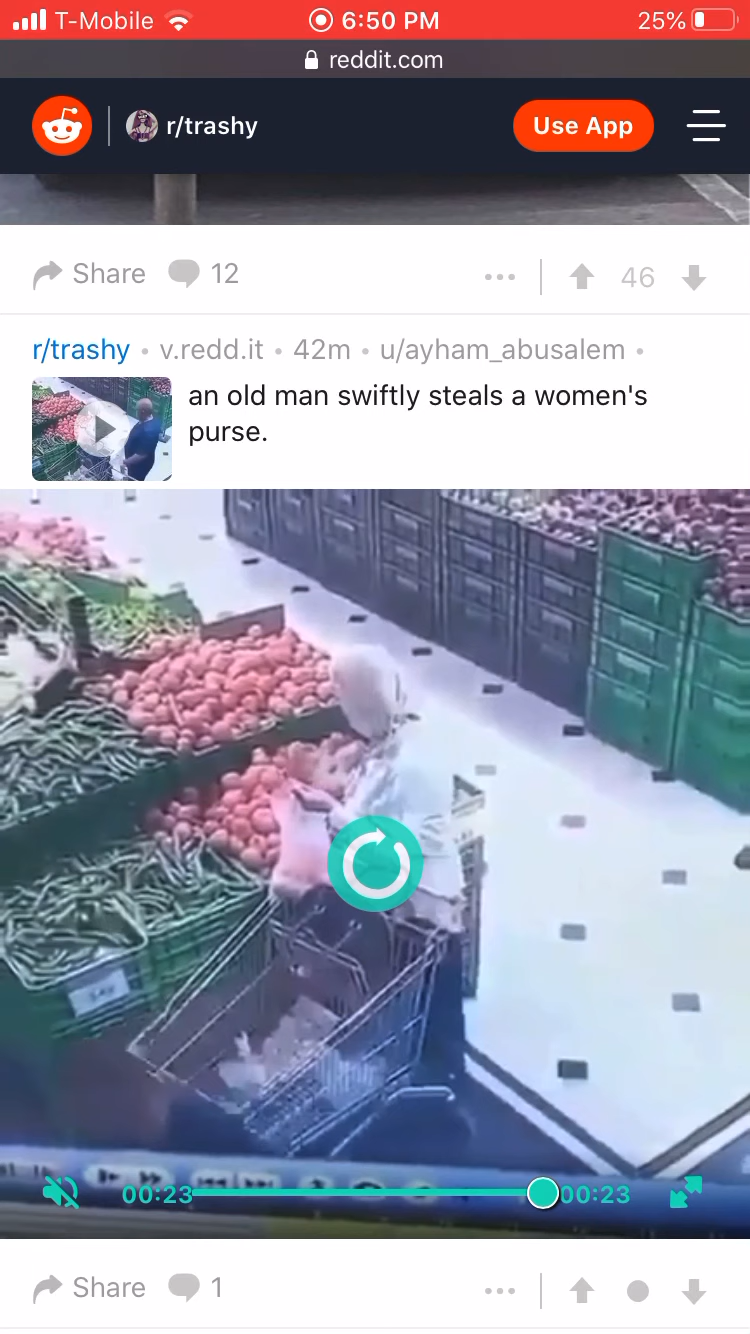 T-Mobile 6:50 PM 25%
reddit.com
r/trashy Use App
Share 12 46
r/trashy • v.redd.it • 42m • u/ayham_abusalem •
an old man swiftly steals a women's
purse.
00:23 00:23
Share 1